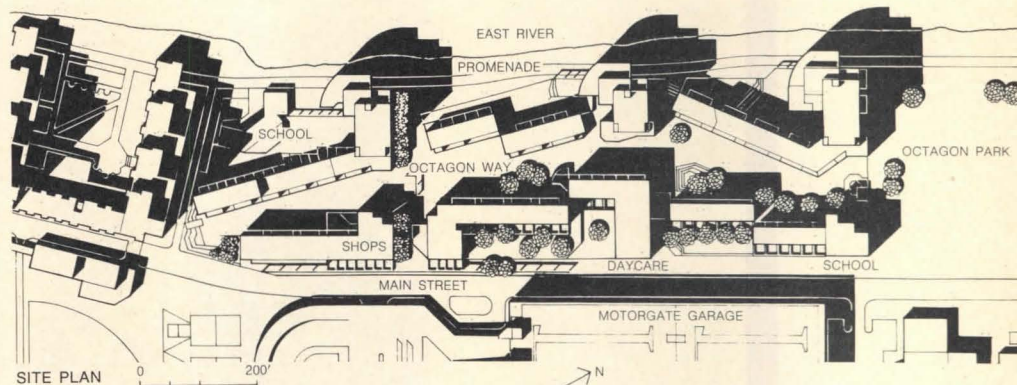 EAST RIVER
PROMENADE
SCHOOL
OCTAGON WAY
OCTAGON PARK
SHOPS
DAYCARE
SCHOOL
MAIN STREET
MOTORGATE GARAGE
SITE PLAN
0 200'
N